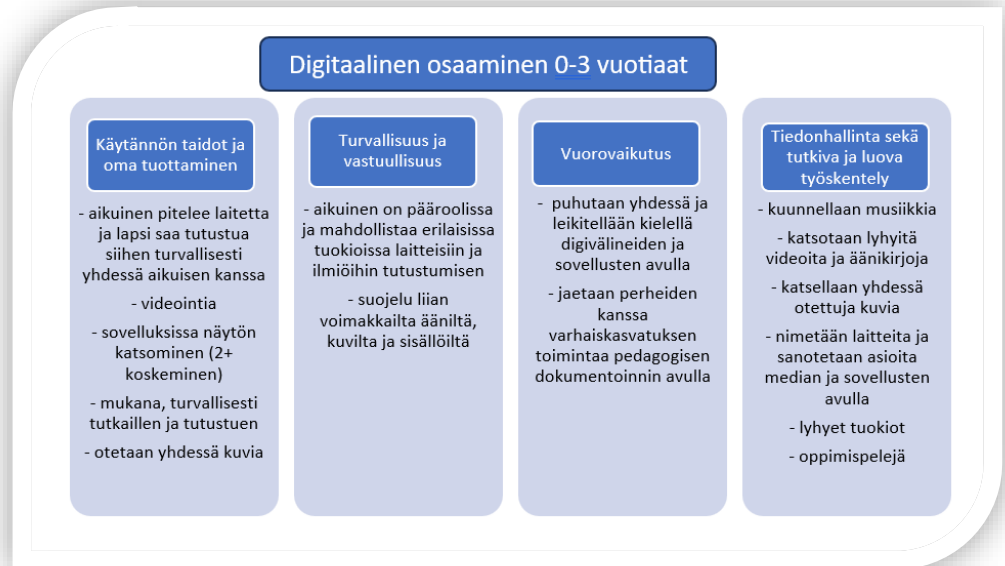 Digitaalinen osaaminen 0-3 vuotiaat
Käytännön taidot ja
oma tuottaminen
- aikuinen pitelee laitetta
ja lapsi saa tutustua
siihen turvallisesti
yhdessä aikuisen kanssa
- videointia
- sovelluksissa näytön
katsominen (2+
koskeminen)
- mukana, turvallisesti
tutkaillen ja tutustuen
- otetaan yhdessä kuvia
Turvallisuus ja
vastuullisuus
- aikuinen on pääroolissa
ja mahdollistaa erilaisissa
tuokioissa laitteisiin ja
ilmiöihin tutustumisen
- suojelu liian
voimakkailta ääniltä,
kuvilta ja sisällöiltä
Vuorovaikutus
- puhutaan yhdessä ja
leikitellään kielellä
digivälineiden ja
sovellusten avulla
- jaetaan perheiden
kanssa
varhaiskasvatuksen
toimintaa pedagogisen
dokumentoinnin avulla
Tiedonhallinta sekä
tutkiva ja luova
työskentely
- kuunnellaan musiikkia
- katsotaan lyhyitä
videoita ja äänikirjoja
- katsellaan yhdessä
otettuja kuvia
- nimetään laitteita ja
sanotetaan asioita
median ja sovellusten
avulla
- lyhyet tuokiot
- oppimispelejä